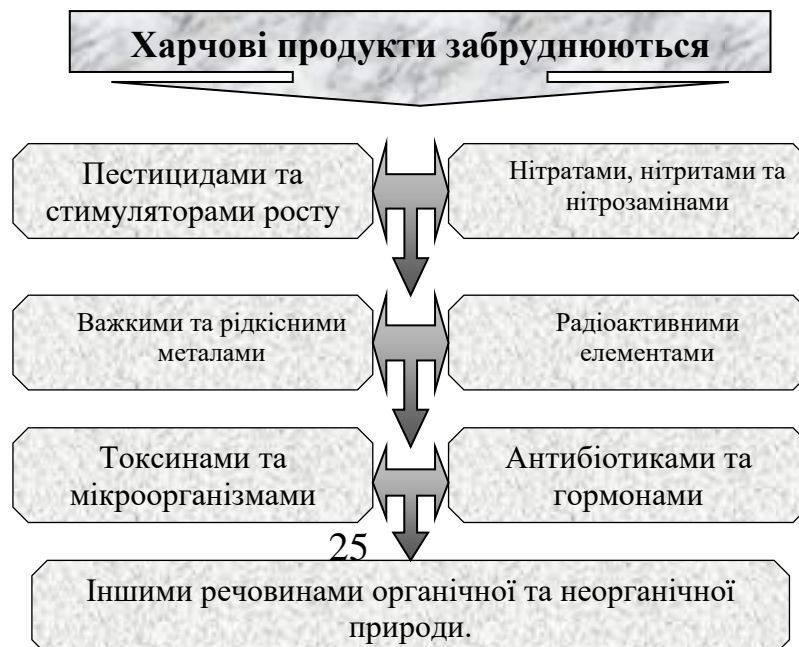 Харчові продукти забруднюються
Пестицидами та
стимуляторами росту
Нітратами, нітритами та
нітрозамінами
Важкими та рідкісними
металами
Радіоактивними
елементами
Токсинами та
мікроорганізмами
Антибіотиками та
гормонами
25
Іншими речовинами органічної та неорганічної
природи.